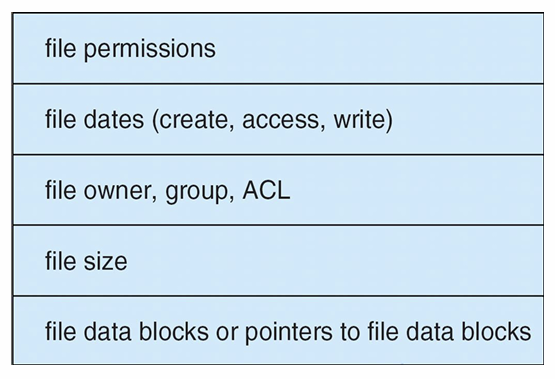 file permissions
file dates (create, access, write)
file owner, group, ACL
file size
file data blocks or pointers to file data blocks